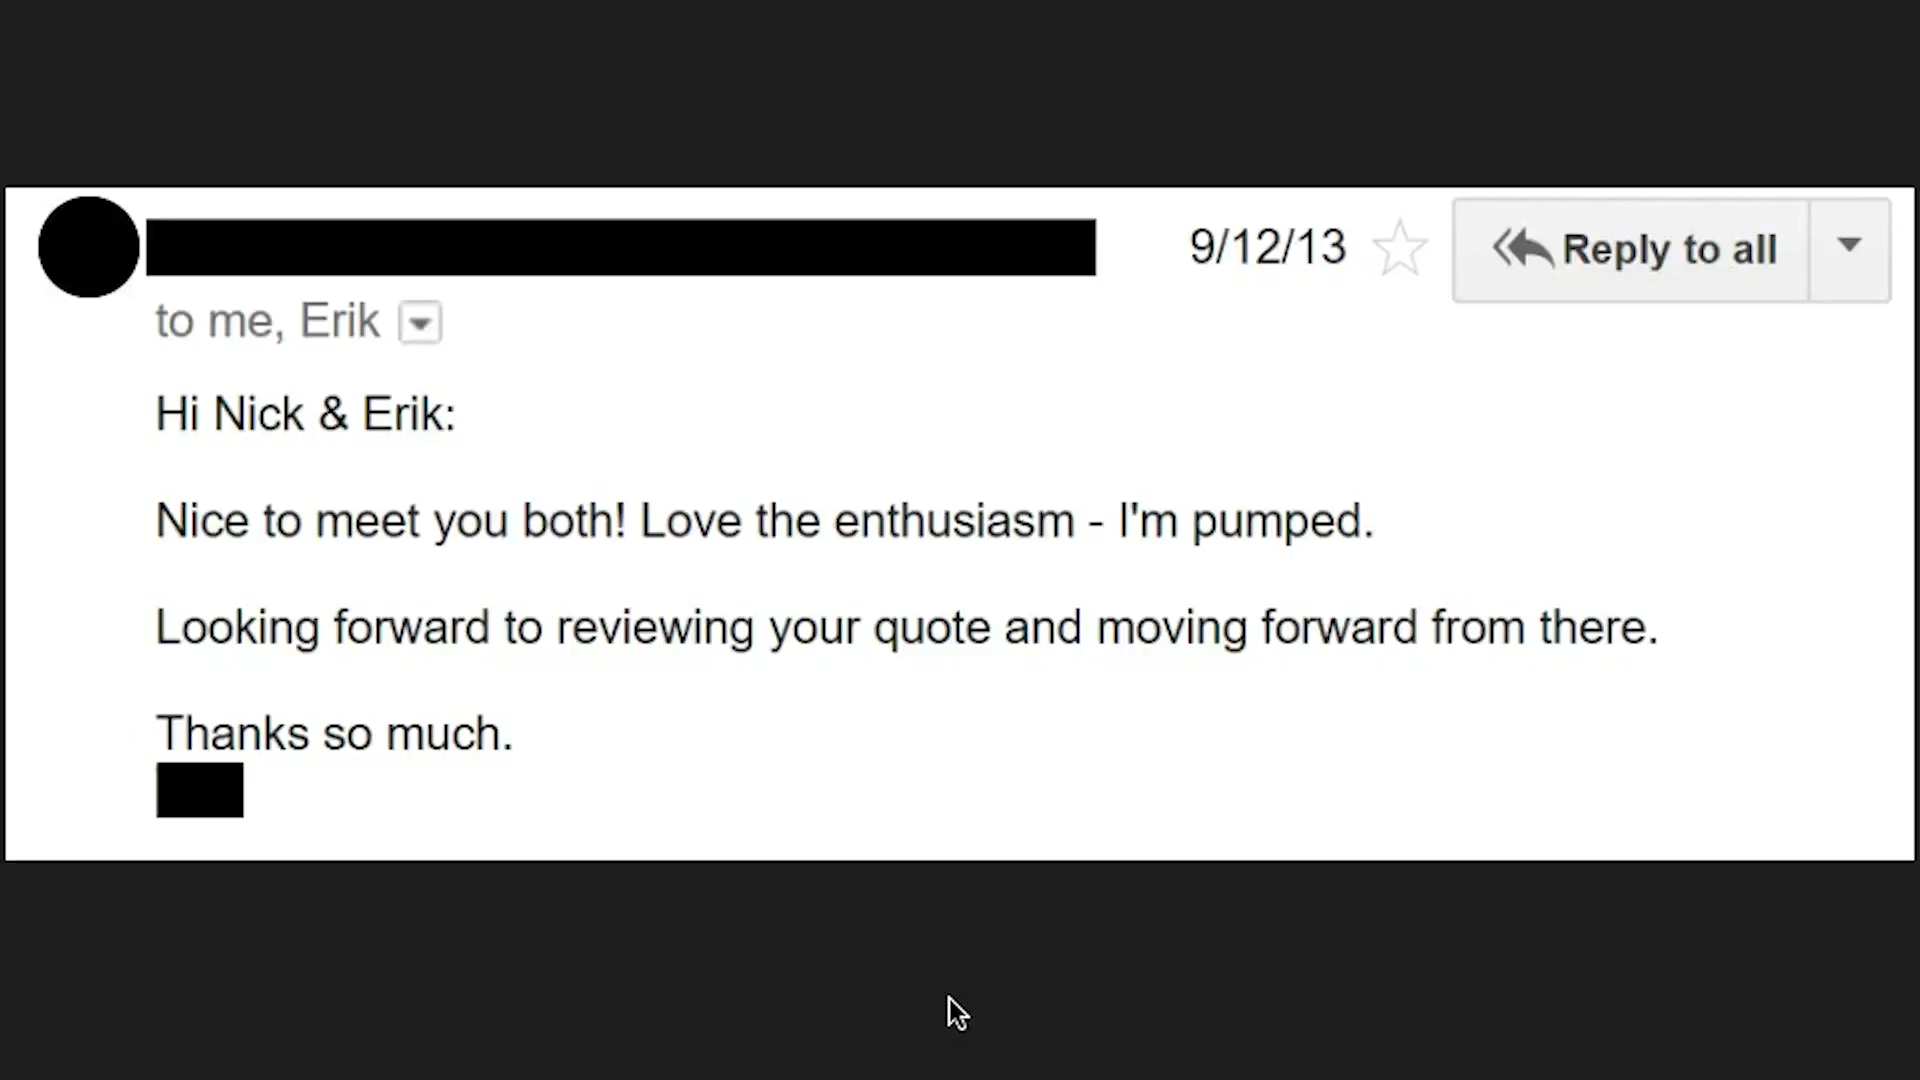 9/12/13
Reply to all
to me, Erik
Hi Nick & Erik:
Nice to meet you both! Love the enthusiasm - I'm pumped.
Looking forward to reviewing your quote and moving forward from there.
Thanks so much.